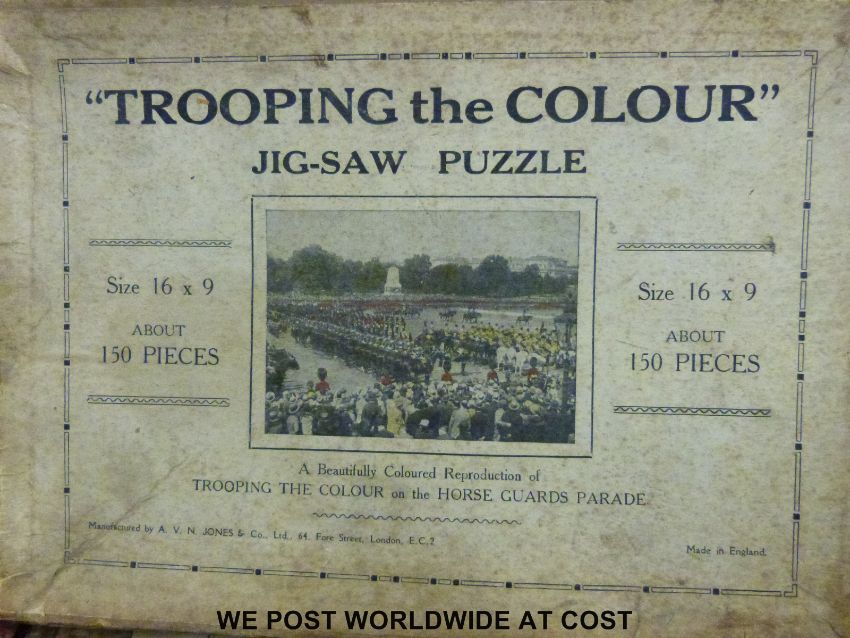 "TROOPING the COLOUR"
JIG-SAW PUZZLE
Size 16 x 9
ABOUT
150 PIECES
Size 16 x 9
ABOUT
150 PIECES
A Beautifully Coloured Reproduction of
TROOPING THE COLOUR on the HORSE GUARDS PARADE
Manufactured by A. V. N. JONES & Co., Ltd., 64, Fore Street, London, E.C.2
Made in England.
WE POST WORLDWIDE AT COST